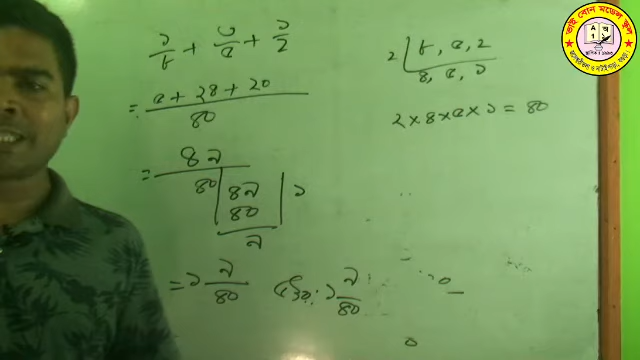 ১/৮ + ৩/৫ + ১/২
= ৫ + ২৪ + ২০ / ৪০
= ৪৯ / ৪০
৪০ | ৪৯ | ১
৪০
৯
= ১ ৯/৪০
১ ৯/৪০
২ | ৮, ৫, ২
৪, ৫, ১
২ × ৪ × ৫ × ১ = ৪০
ভাই বোন মডেল স্কুল